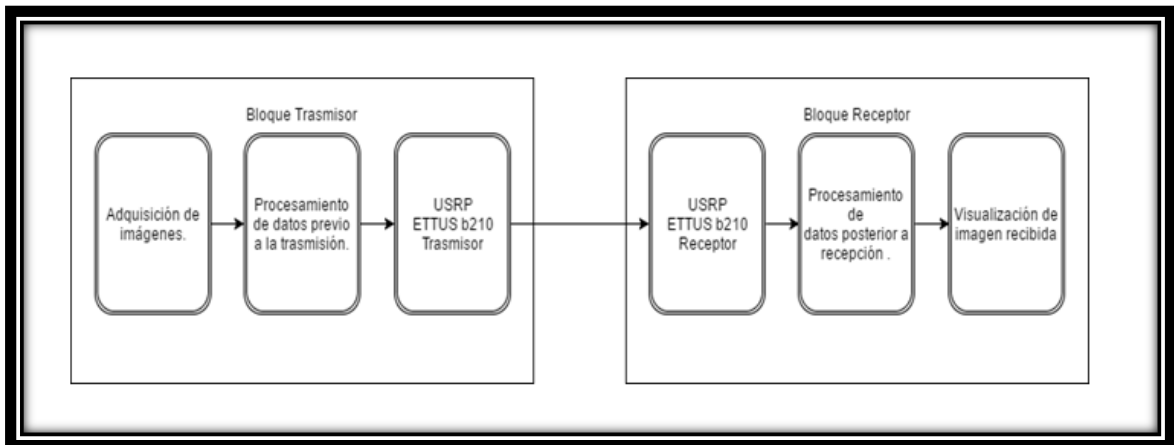 Bloque Trasmisor
Adquisición de
imágenes.
Procesamiento
de datos previo
a la trasmisión.
USRP
ETTUS b210
Trasmisor
Bloque Receptor
USRP
ETTUS b210
Receptor
Procesamiento
de
datos posterior a
recepción .
Visualización de
imagen recibida